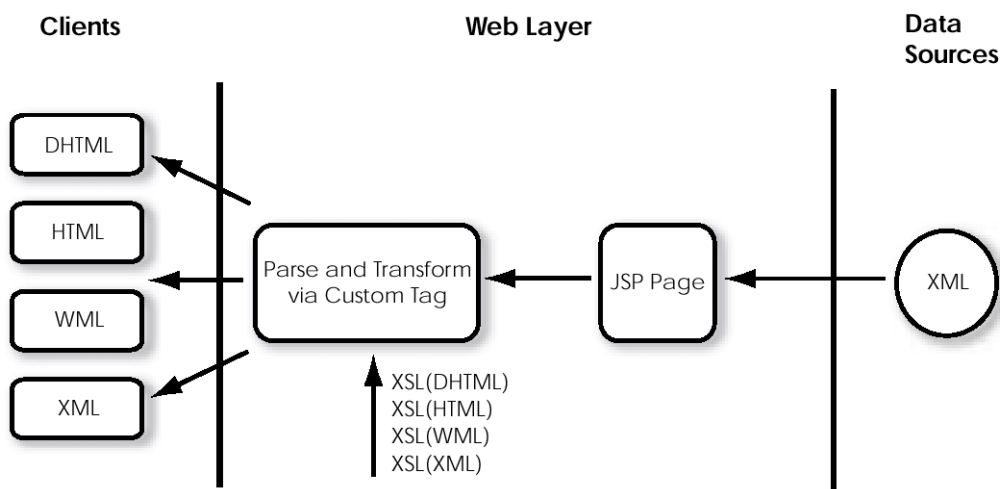 Clients
Web Layer
Data
Sources
DHTML
HTML
WML
XML
Parse and Transform
via Custom Tag
JSP Page
XML
XSL(DHTML)
XSL(HTML)
XSL(WML)
XSL(XML)